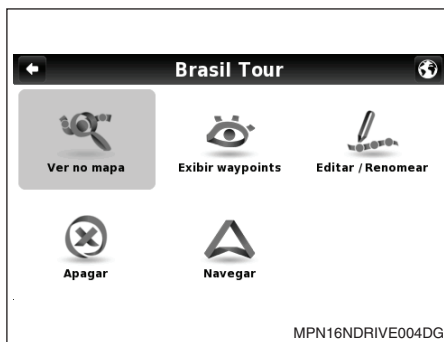 Brasil Tour
Ver no mapa
Exibir waypoints
Editar / Renomear
Apagar
Navegar
MPN16NDRIVE004DG